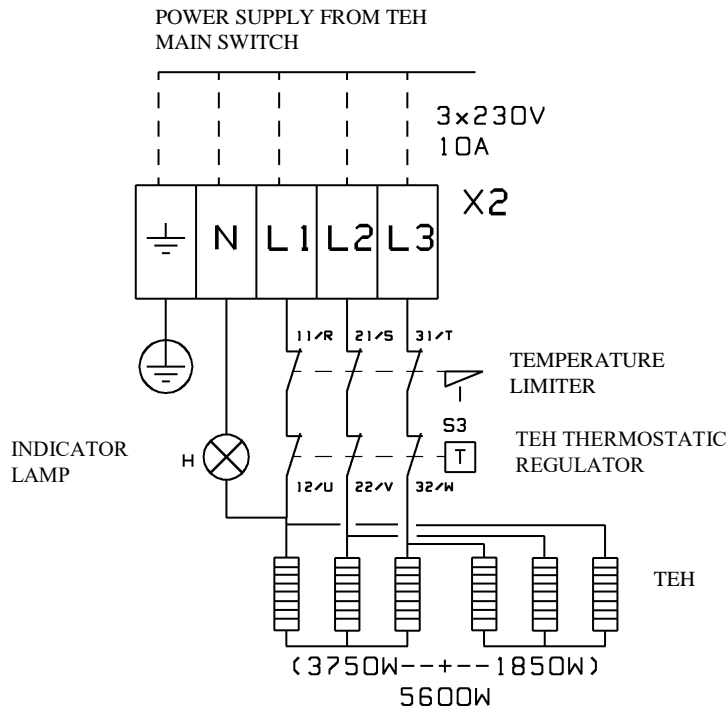 POWER SUPPLY FROM TEH
MAIN SWITCH
3x230V
10A
X2
N L1 L2 L3
11/R 21/S 31/T
TEMPERATURE
LIMITER
S3
TEH THERMOSTATIC
REGULATOR
T
INDICATOR
LAMP
H
12/U 22/V 32/W
TEH
(3750W--+--1850W)
5600W